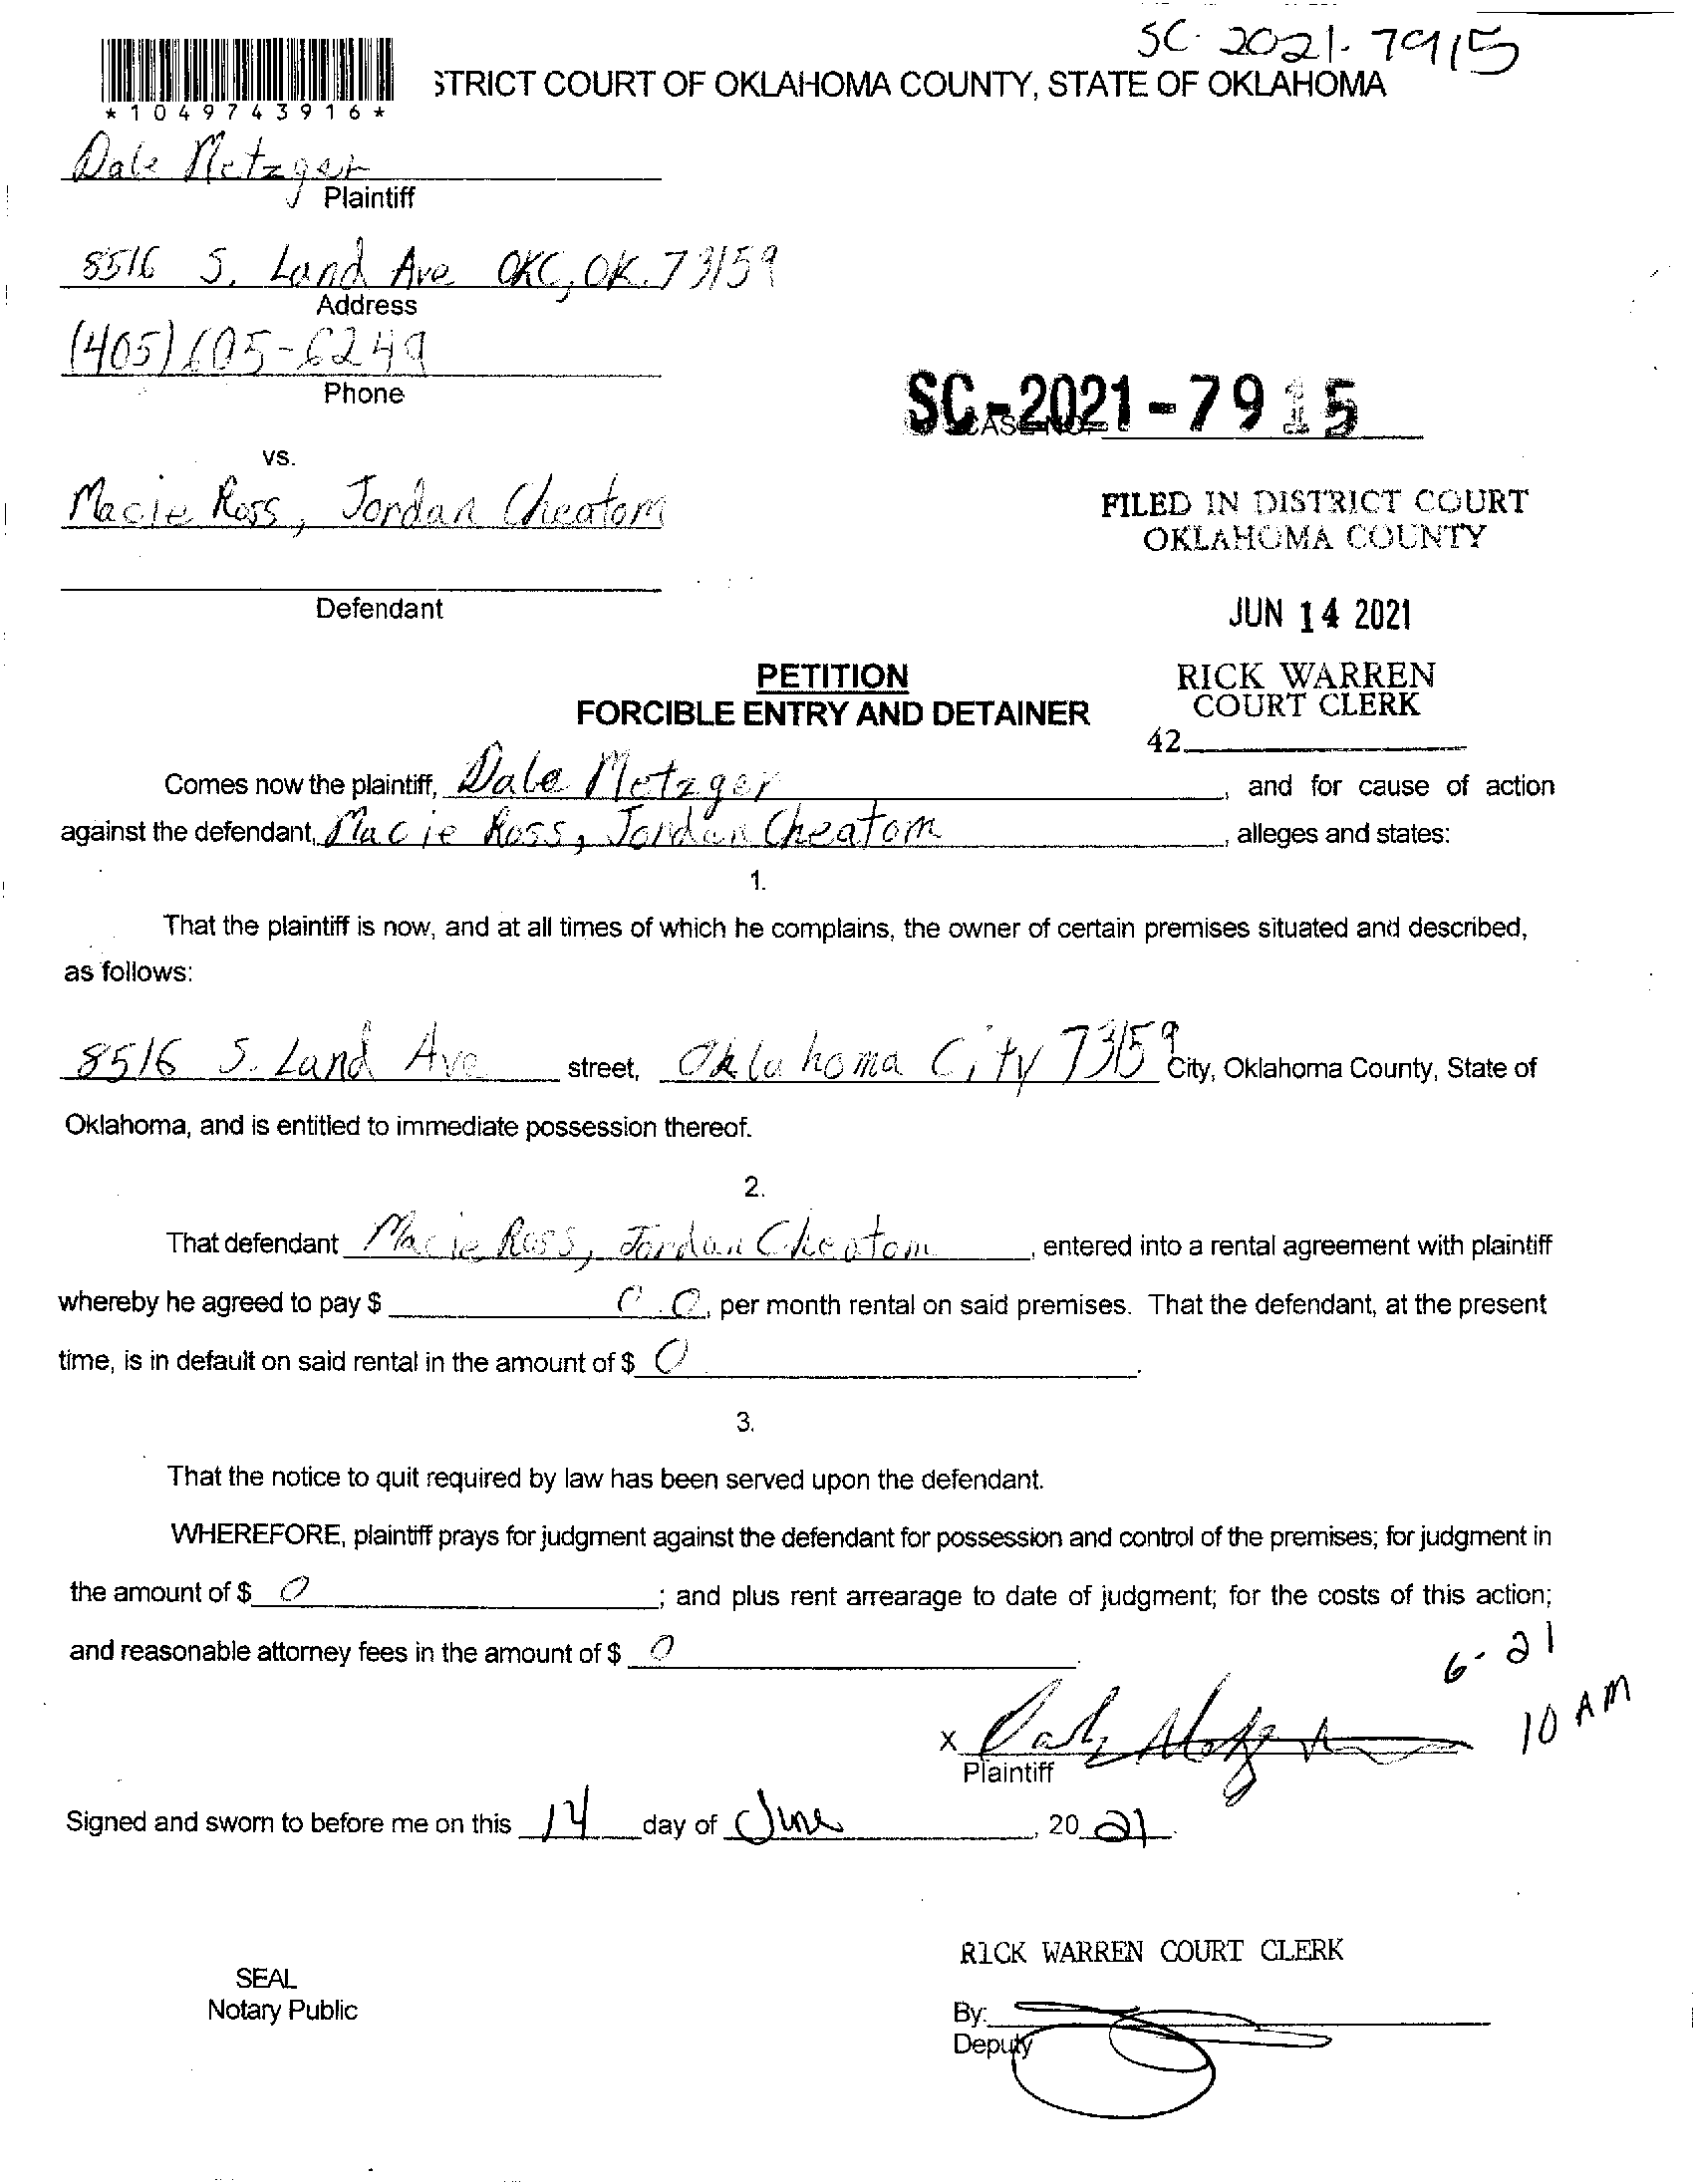 SC-2021-7915
STRICT COURT OF OKLAHOMA COUNTY, STATE OF OKLAHOMA
*1049743916*
Dale Metzger
Plaintiff
8516 S. Land Ave OKC, OK. 73159
Address
(405) 605-6249
Phone
SC-2021-7915
CASE NO.
vs.
Macie Ross, Jordan Cheatom
FILED IN DISTRICT COURT
OKLAHOMA COUNTY
Defendant
JUN 14 2021
PETITION
FORCIBLE ENTRY AND DETAINER
RICK WARREN
COURT CLERK
42
Comes now the plaintiff, Dale Metzger, and for cause of action
against the defendant, Macie Ross, Jordan Cheatom, alleges and states:
1.
That the plaintiff is now, and at all times of which he complains, the owner of certain premises situated and described,
as follows:
8516 S. Land Ave street, Oklahoma City 73159 City, Oklahoma County, State of
Oklahoma, and is entitled to immediate possession thereof.
2.
That defendant Macie Ross, Jordan Cheatom, entered into a rental agreement with plaintiff
whereby he agreed to pay $ 0.0, per month rental on said premises. That the defendant, at the present
time, is in default on said rental in the amount of $ 0.
3.
That the notice to quit required by law has been served upon the defendant.
WHEREFORE, plaintiff prays for judgment against the defendant for possession and control of the premises; for judgment in
the amount of $ 0; and plus rent arrearage to date of judgment; for the costs of this action;
and reasonable attorney fees in the amount of $ 0.
6-21
10 AM
x Dale Metzger
Plaintiff
Signed and sworn to before me on this 14 day of June, 2021.
RICK WARREN COURT CLERK
SEAL
Notary Public
By:
Deputy